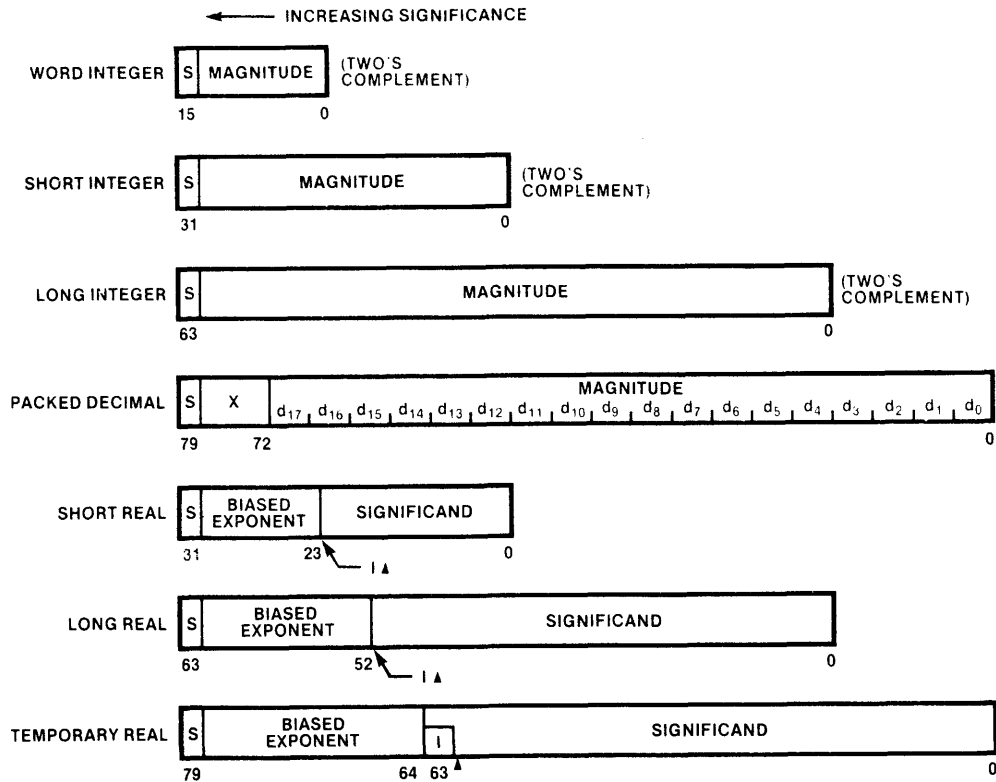 INCREASING SIGNIFICANCE
WORD INTEGER S MAGNITUDE (TWO'S COMPLEMENT)
15 0
SHORT INTEGER S MAGNITUDE (TWO'S COMPLEMENT)
31 0
LONG INTEGER S MAGNITUDE (TWO'S COMPLEMENT)
63 0
PACKED DECIMAL S X MAGNITUDE
d17 d16 d15 d14 d13 d12 d11 d10 d9 d8 d7 d6 d5 d4 d3 d2 d1 d0
79 72 0
SHORT REAL S BIASED EXPONENT SIGNIFICAND
31 23 0
I
LONG REAL S BIASED EXPONENT SIGNIFICAND
63 52 0
I
TEMPORARY REAL S BIASED EXPONENT I SIGNIFICAND
79 64 63 0